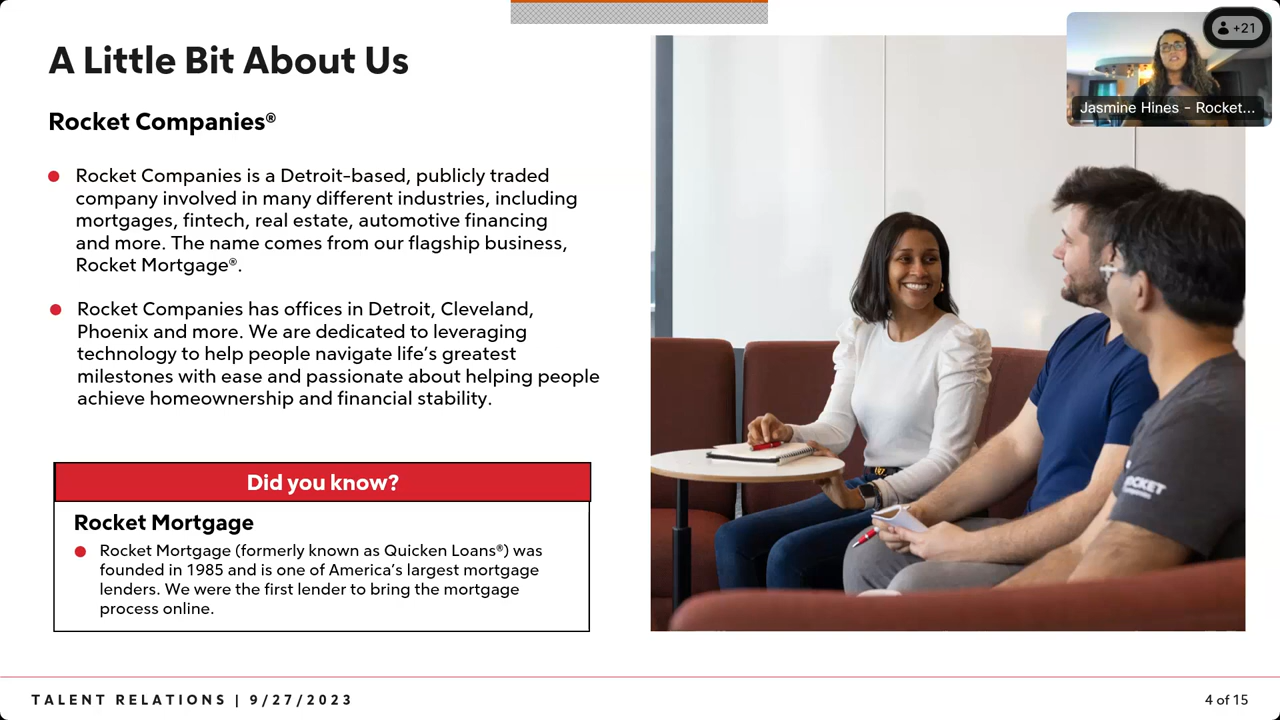 A Little Bit About Us
Rocket Companies®
Rocket Companies is a Detroit-based, publicly traded
company involved in many different industries, including
mortgages, fintech, real estate, automotive financing
and more. The name comes from our flagship business,
Rocket Mortgage®.
Rocket Companies has offices in Detroit, Cleveland,
Phoenix and more. We are dedicated to leveraging
technology to help people navigate life’s greatest
milestones with ease and passionate about helping people
achieve homeownership and financial stability.
Did you know?
Rocket Mortgage
Rocket Mortgage (formerly known as Quicken Loans®) was
founded in 1985 and is one of America’s largest mortgage
lenders. We were the first lender to bring the mortgage
process online.
+21
Jasmine Hines - Rocket...
ROCKET
TALENT RELATIONS | 9/27/2023
4 of 15